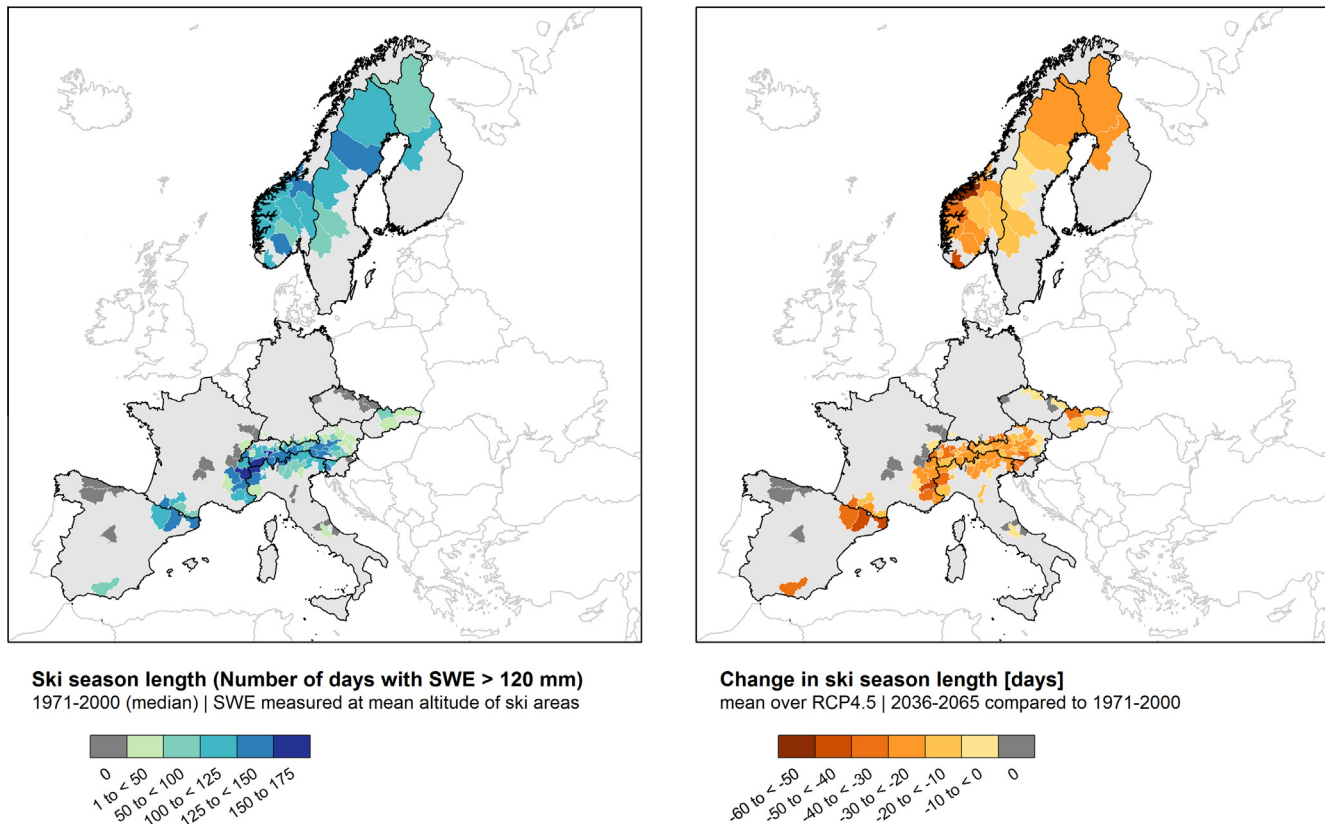 Ski season length (Number of days with SWE > 120 mm)
1971-2000 (median) | SWE measured at mean altitude of ski areas
0
1 to < 50
50 to < 100
100 to < 125
125 to < 150
150 to 175
Change in ski season length [days]
mean over RCP4.5 | 2036-2065 compared to 1971-2000
-60 to < -50
-50 to < -40
-40 to < -30
-30 to < -20
-20 to < -10
-10 to < 0
0